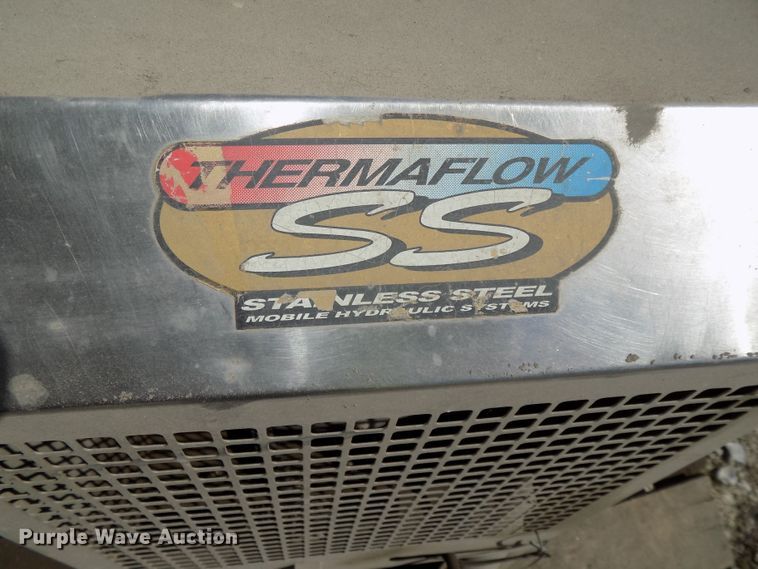 THERMAFLOW
SS
STAINLESS STEEL
MOBILE HYDRAULIC SYSTEMS
Purple Wave Auction®